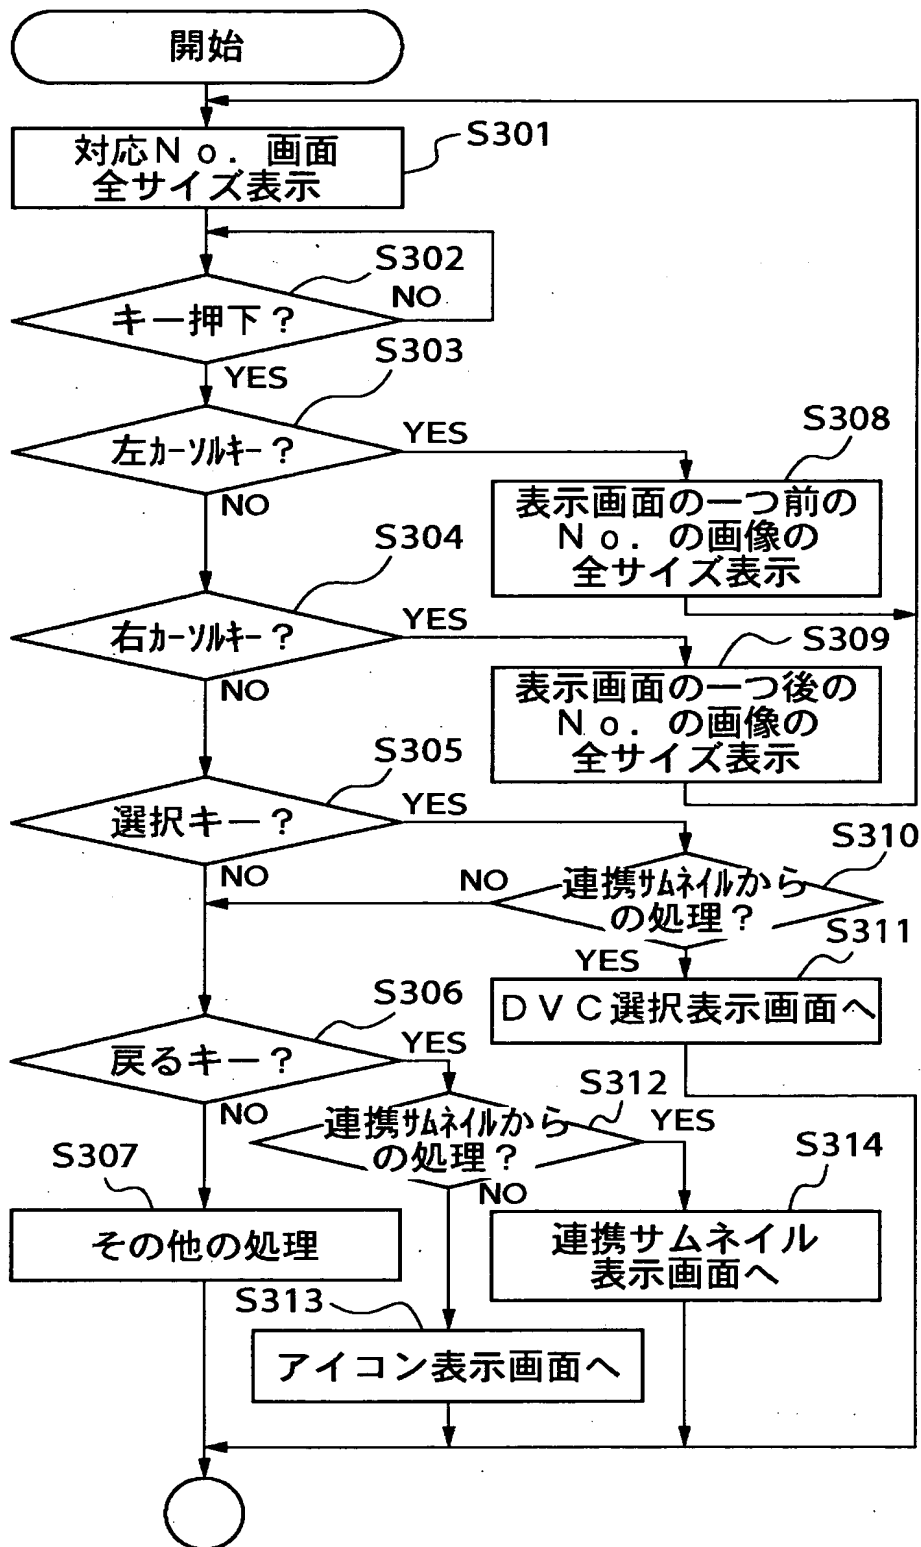 開始
対応Ｎｏ．画面
全サイズ表示
S301
キー押下？
S302
NO
YES
左ｶｰｿﾙｷｰ？
S303
YES
NO
表示画面の一つ前の
Ｎｏ．の画像の
全サイズ表示
S308
右ｶｰｿﾙｷｰ？
S304
YES
NO
表示画面の一つ後の
Ｎｏ．の画像の
全サイズ表示
S309
選択キー？
S305
YES
NO
連携ｻﾑﾈｲﾙから
の処理？
S310
NO
YES
ＤＶＣ選択表示画面へ
S311
戻るキー？
S306
YES
NO
連携ｻﾑﾈｲﾙから
の処理？
S312
YES
NO
その他の処理
S307
連携サムネイル
表示画面へ
S314
アイコン表示画面へ
S313